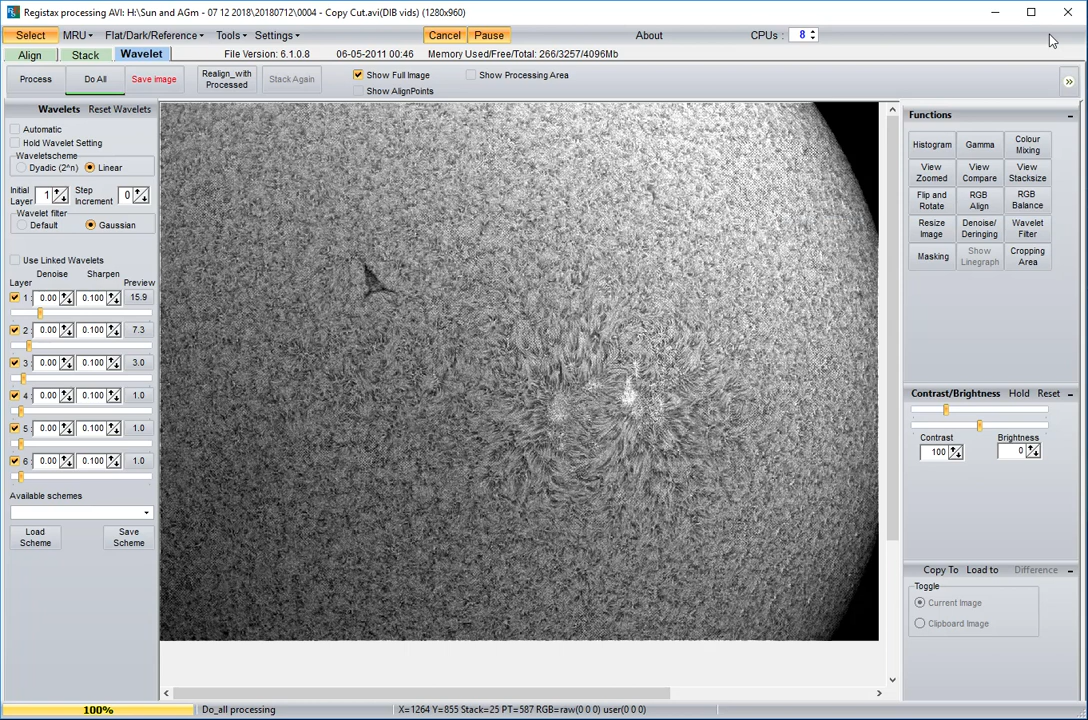 Registax processing AVI: H:\Sun and AGm - 07 12 2018\20180712\0004 - Copy Cut.avi(DIB vids) (1280x960)
Select MRU Flat/Dark/Reference Tools Settings Cancel Pause About CPUs : 8
Align Stack Wavelet File Version: 6.1.0.8 06-05-2011 00:46 Memory Used/Free/Total: 266/3257/4096Mb
Process Do All Save image Realign_with Processed Stack Again Show Full Image Show Processing Area
Show AlignPoints
Wavelets Reset Wavelets
Automatic
Hold Wavelet Setting
Waveletscheme
Dyadic (2^n) Linear
Initial Layer 1 Step Increment 0
Wavelet filter
Default Gaussian
Use Linked Wavelets
Denoise Sharpen
Layer Preview
1 : 0.00 0.100 15.9
2 : 0.00 0.100 7.3
3 : 0.00 0.100 3.0
4 : 0.00 0.100 1.0
5 : 0.00 0.100 1.0
6 : 0.00 0.100 1.0
Available schemes
Load Scheme Save Scheme
Functions
Histogram Gamma Colour Mixing
View Zoomed View Compare View Stacksize
Flip and Rotate RGB Align RGB Balance
Resize Image Denoise/ Deringing Wavelet Filter
Masking Show Linegraph Cropping Area
Contrast/Brightness Hold Reset
Contrast Brightness
100 0
Copy To Load to Difference
Toggle
Current Image
Clipboard Image
100% Do_all processing X=1264 Y=855 Stack=25 PT=587 RGB=raw(0 0 0) user(0 0 0)